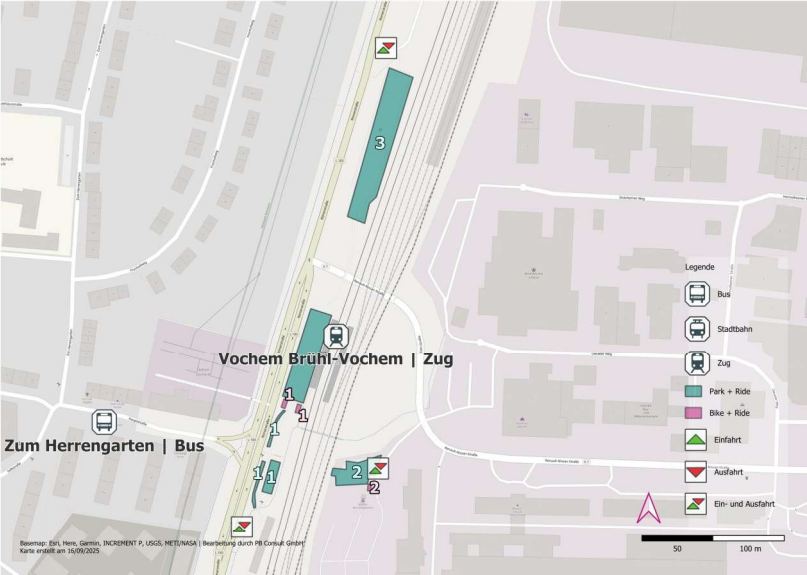 3
Vochem Brühl-Vochem | Zug
1
1
1
1
1
2
2
Zum Herrengarten | Bus
Legende
Bus
Stadtbahn
Zug
Park + Ride
Bike + Ride
Einfahrt
Ausfahrt
Ein- und Ausfahrt
50 100 m
Basemap: Esri, Here, Garmin, INCREMENT P, USGS, METI/NASA | Bearbeitung durch PB Consult GmbH
Karte erstellt am 16/09/2025